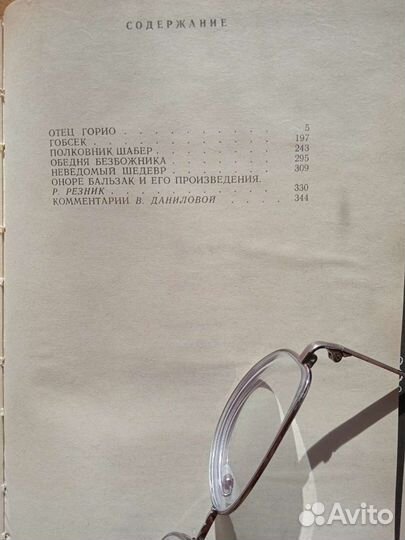 СОДЕРЖАНИЕ
ОТЕЦ ГОРИО . . . . . . . . . . 5
ГОБСЕК . . . . . . . . . . . . 197
ПОЛКОВНИК ШАБЕР . . . . . . . 243
ОБЕДНЯ БЕЗБОЖНИКА . . . . . . 295
НЕВЕДОМЫЙ ШЕДЕВР . . . . . . . 309
ОНОРЕ БАЛЬЗАК И ЕГО ПРОИЗВЕДЕНИЯ.
Р. РЕЗНИК . . . . . . . . . . 330
КОММЕНТАРИИ В. ДАНИЛОВОЙ . . . . 344
Avito